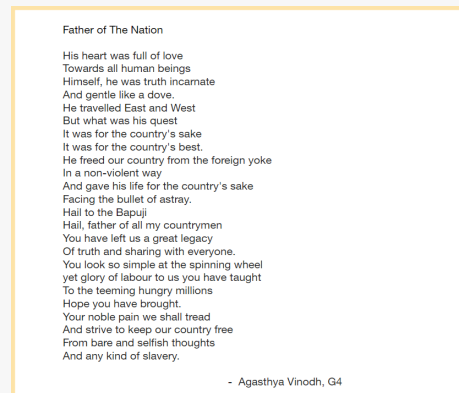 Father of The Nation
His heart was full of love
Towards all human beings
Himself, he was truth incarnate
And gentle like a dove.
He travelled East and West
But what was his quest
It was for the country's sake
It was for the country's best.
He freed our country from the foreign yoke
In a non-violent way
And gave his life for the country's sake
Facing the bullet of astray.
Hail to the Bapuji
Hail, father of all my countrymen
You have left us a great legacy
Of truth and sharing with everyone.
You look so simple at the spinning wheel
yet glory of labour to us you have taught
To the teeming hungry millions
Hope you have brought.
Your noble pain we shall tread
And strive to keep our country free
From bare and selfish thoughts
And any kind of slavery.
- Agasthya Vinodh, G4